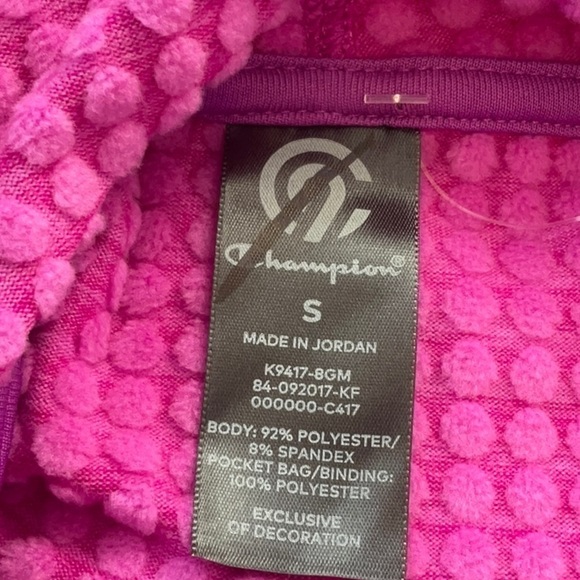 Champion®
S
MADE IN JORDAN
K9417-8GM
84-092017-KF
000000-C417
BODY: 92% POLYESTER/
8% SPANDEX
POCKET BAG/BINDING:
100% POLYESTER
EXCLUSIVE
OF DECORATION